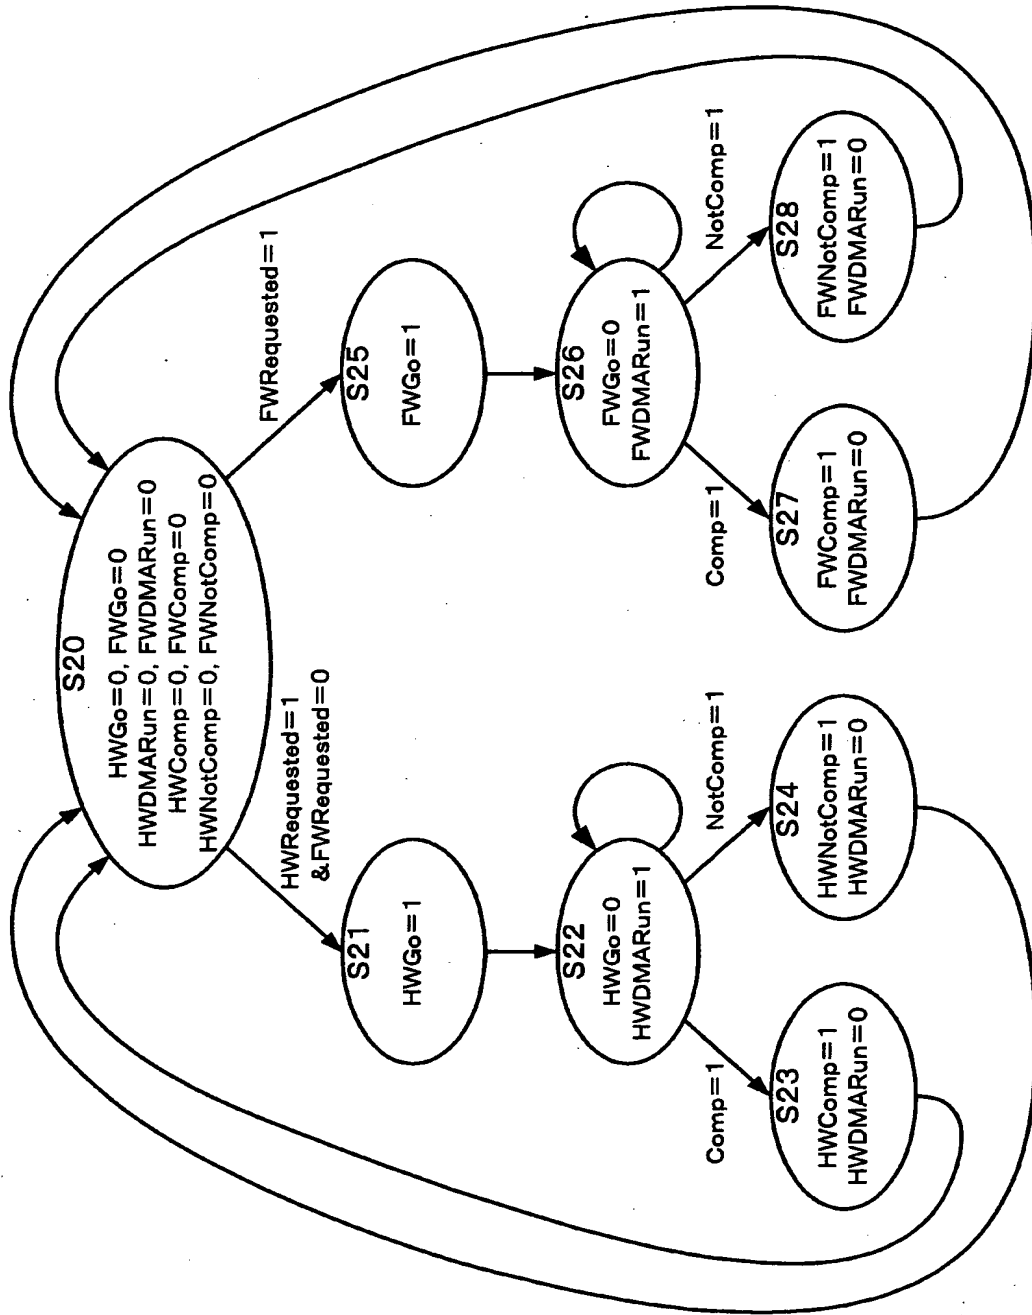 S20
HWGo=0, FWGo=0
HWDMARun=0, FWDMARun=0
HWComp=0, FWComp=0
HWNotComp=0, FWNotComp=0
HWRequested=1
&FWRequested=0
FWRequested=1
S21
HWGo=1
S25
FWGo=1
S22
HWGo=0
HWDMARun=1
S26
FWGo=0
FWDMARun=1
Comp=1
NotComp=1
Comp=1
NotComp=1
S23
HWComp=1
HWDMARun=0
S24
HWNotComp=1
HWDMARun=0
S27
FWComp=1
FWDMARun=0
S28
FWNotComp=1
FWDMARun=0